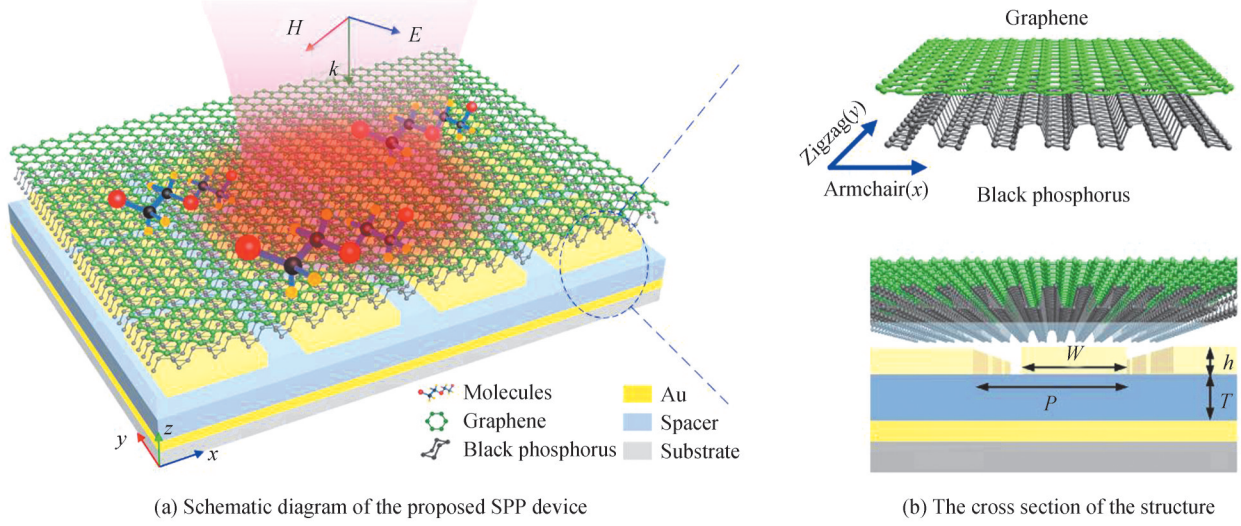 H
E
k
Molecules
Graphene
Black phosphorus
Au
Spacer
Substrate
z
y
x
(a) Schematic diagram of the proposed SPP device
Graphene
Zigzag(y)
Armchair(x)
Black phosphorus
W
h
P
T
(b) The cross section of the structure